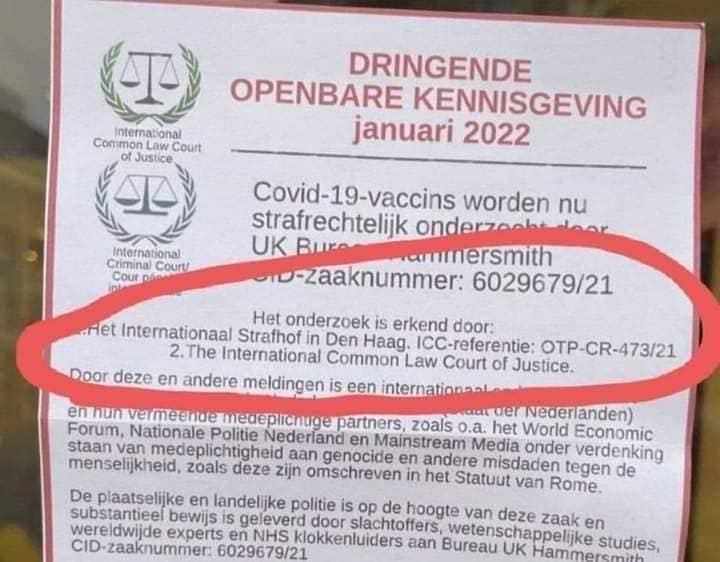 DRINGENDE
OPENBARE KENNISGEVING
januari 2022
International
Common Law Court
of Justice
International
Criminal Court/
Cour
Covid-19-vaccins worden nu
strafrechtelijk onderzocht door
UK Hammersmith
CID-zaaknummer: 6029679/21
Het onderzoek is erkend door:
1.Het Internationaal Strafhof in Den Haag. ICC-referentie: OTP-CR-473/21
2.The International Common Law Court of Justice.
Door deze en andere meldingen is een internationaal
der Nederlanden)
en hun vermeende medeplichtige partners, zoals o.a. het World Economic
Forum, Nationale Politie Nederland en Mainstream Media onder verdenking
staan van medeplichtigheid aan genocide en andere misdaden tegen de
menselijkheid, zoals deze zijn omschreven in het Statuut van Rome.
De plaatselijke en landelijke politie is op de hoogte van deze zaak en
substantieel bewijs is geleverd door slachtoffers, wetenschappelijke studies,
wereldwijde experts en NHS klokkenluiders aan Bureau UK Hammersmith
CID-zaaknummer: 6029679/21